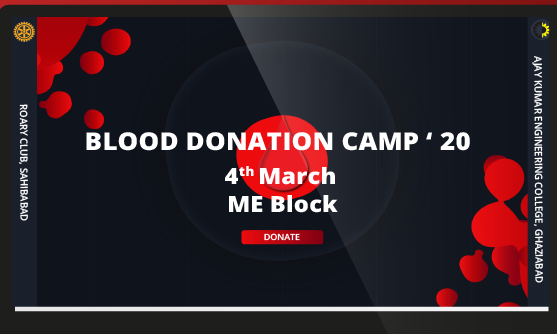 BLOOD DONATION CAMP ‘ 20
4th March
ME Block
DONATE
ROARY CLUB, SAHIBABAD
AJAY KUMAR ENGINEERING COLLEGE, GHAZIABAD